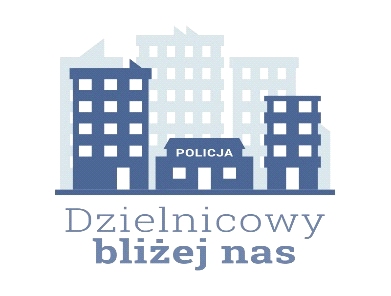 POLICJA
Dzielnicowy
bliżej nas